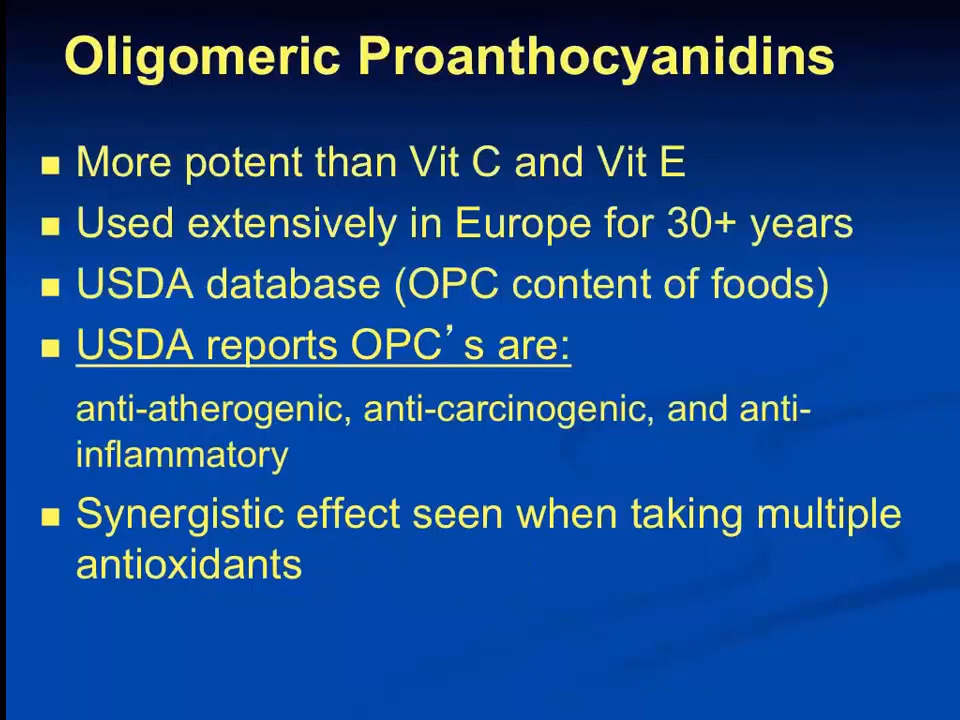 Oligomeric Proanthocyanidins
More potent than Vit C and Vit E
Used extensively in Europe for 30+ years
USDA database (OPC content of foods)
USDA reports OPC’s are:
anti-atherogenic, anti-carcinogenic, and anti-
inflammatory
Synergistic effect seen when taking multiple
antioxidants